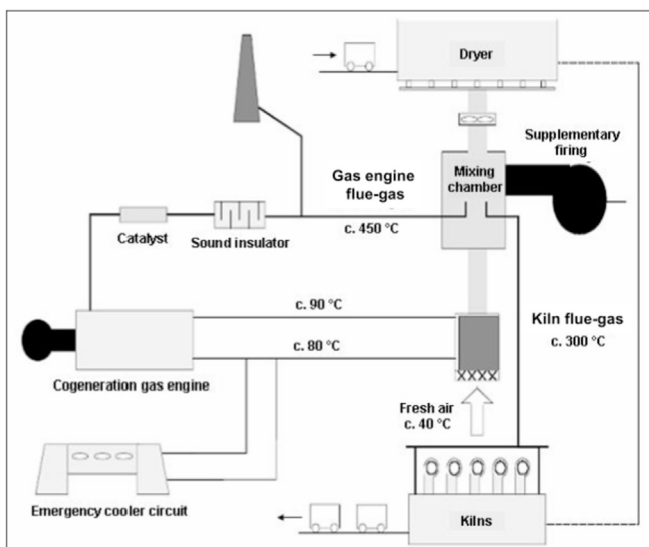 Dryer
Supplementary
firing
Gas engine
flue-gas
Mixing
chamber
Catalyst
Sound insulator
c. 450 °C
c. 90 °C
Kiln flue-gas
c. 300 °C
c. 80 °C
Cogeneration gas engine
Fresh air
c. 40 °C
Emergency cooler circuit
Kilns